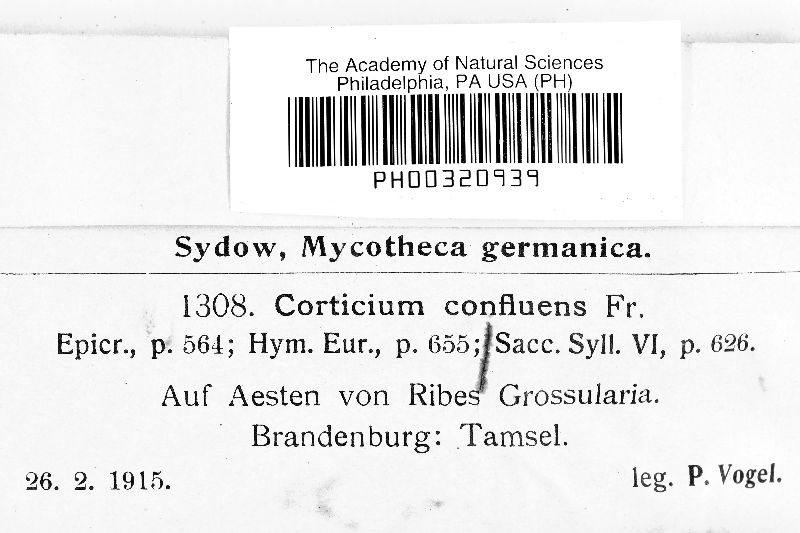 The Academy of Natural Sciences
Philadelphia, PA USA (PH)
PH00320939
Sydow, Mycotheca germanica.
1308. Corticium confluens Fr.
Epicr., p. 564; Hym. Eur., p. 655; Sacc. Syll. VI, p. 626.
Auf Aesten von Ribes Grossularia.
Brandenburg: Tamsel.
26. 2. 1915. leg. P. Vogel.